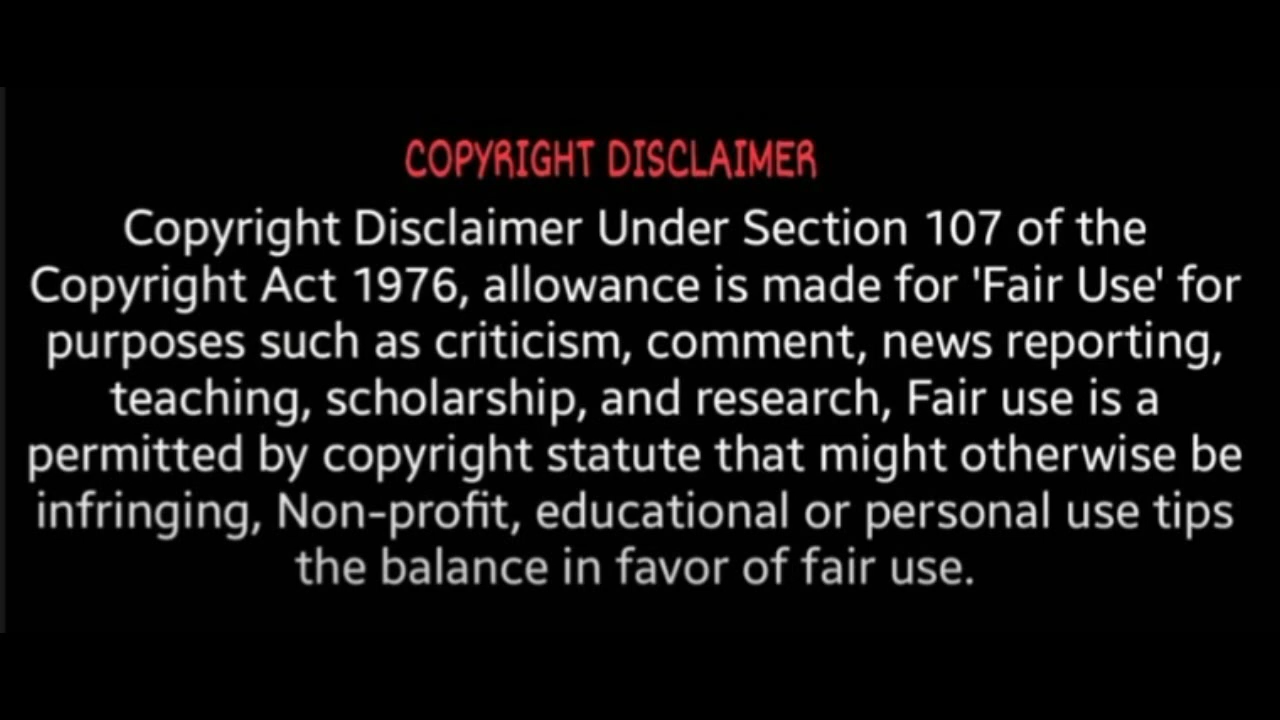 COPYRIGHT DISCLAIMER
Copyright Disclaimer Under Section 107 of the
Copyright Act 1976, allowance is made for 'Fair Use' for
purposes such as criticism, comment, news reporting,
teaching, scholarship, and research, Fair use is a
permitted by copyright statute that might otherwise be
infringing, Non-profit, educational or personal use tips
the balance in favor of fair use.